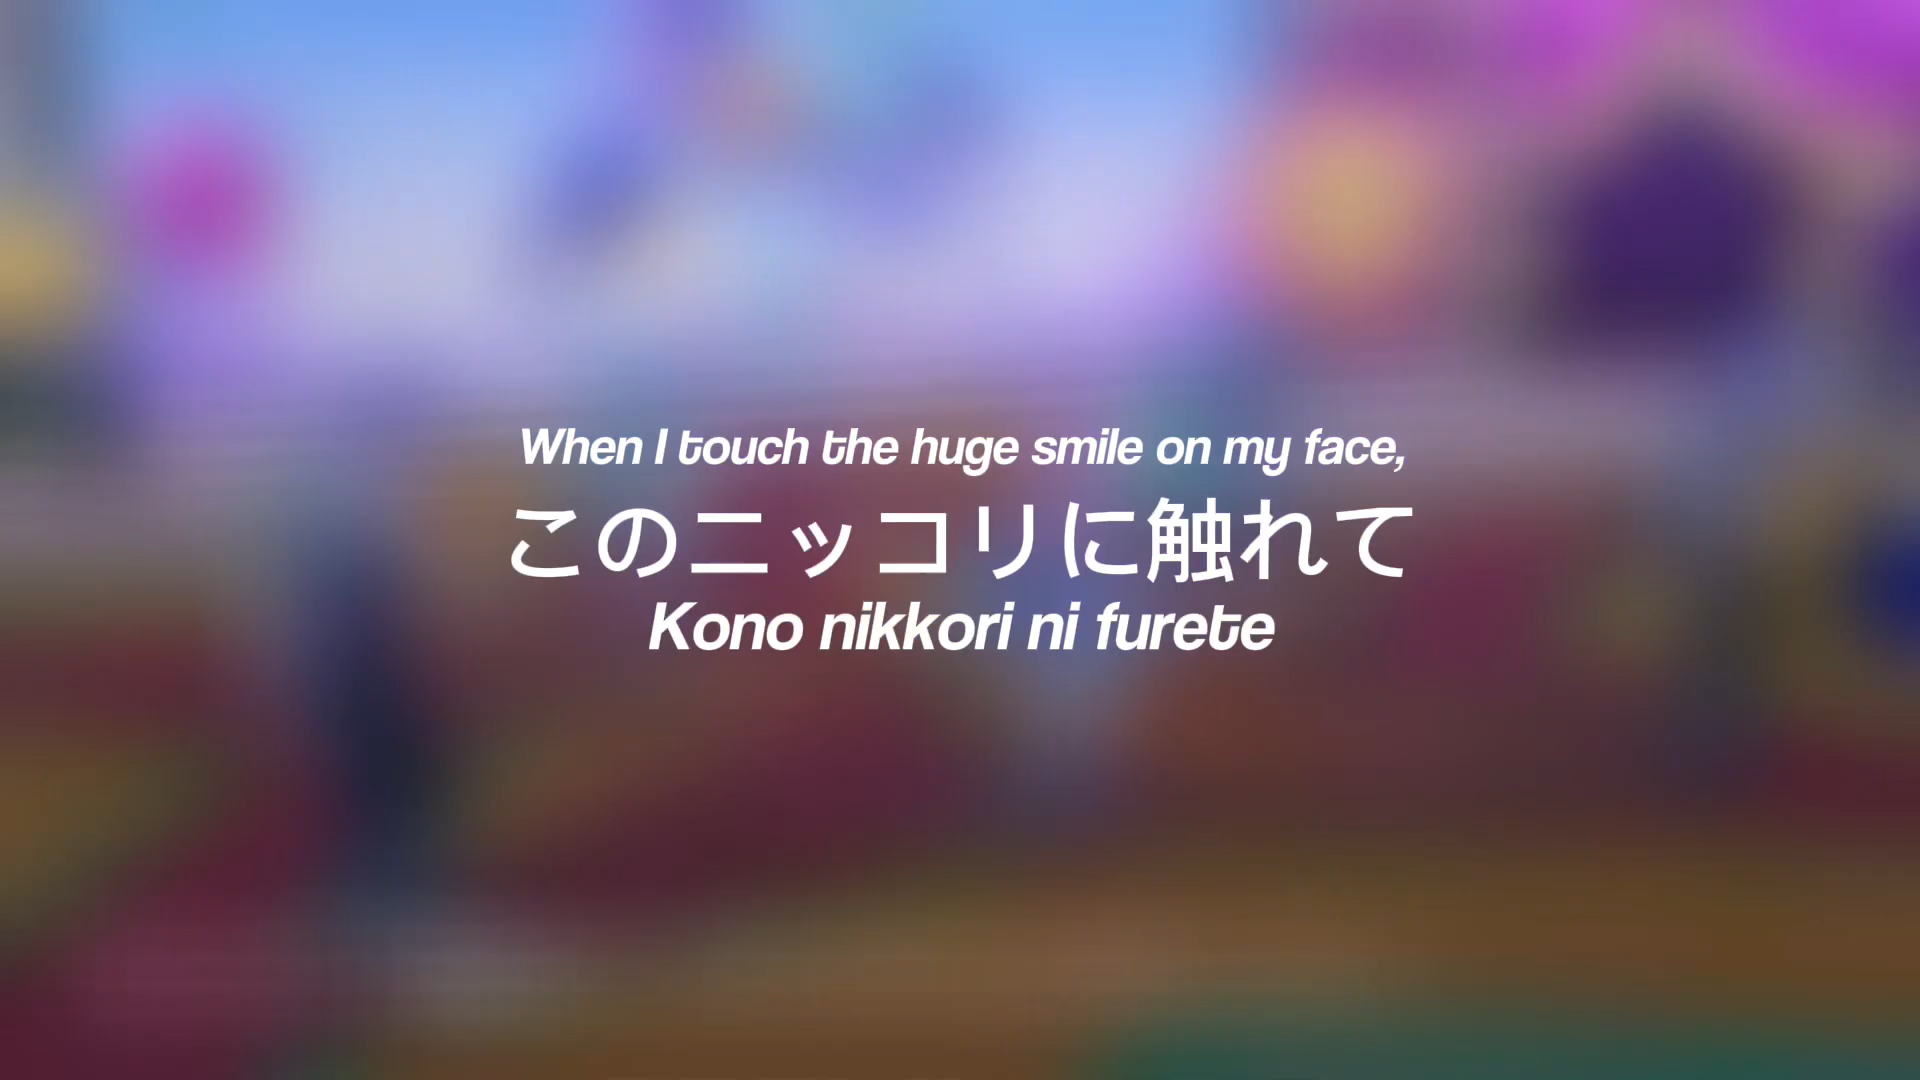 When I touch the huge smile on my face,
このニッコリに触れて
Kono nikkori ni furete